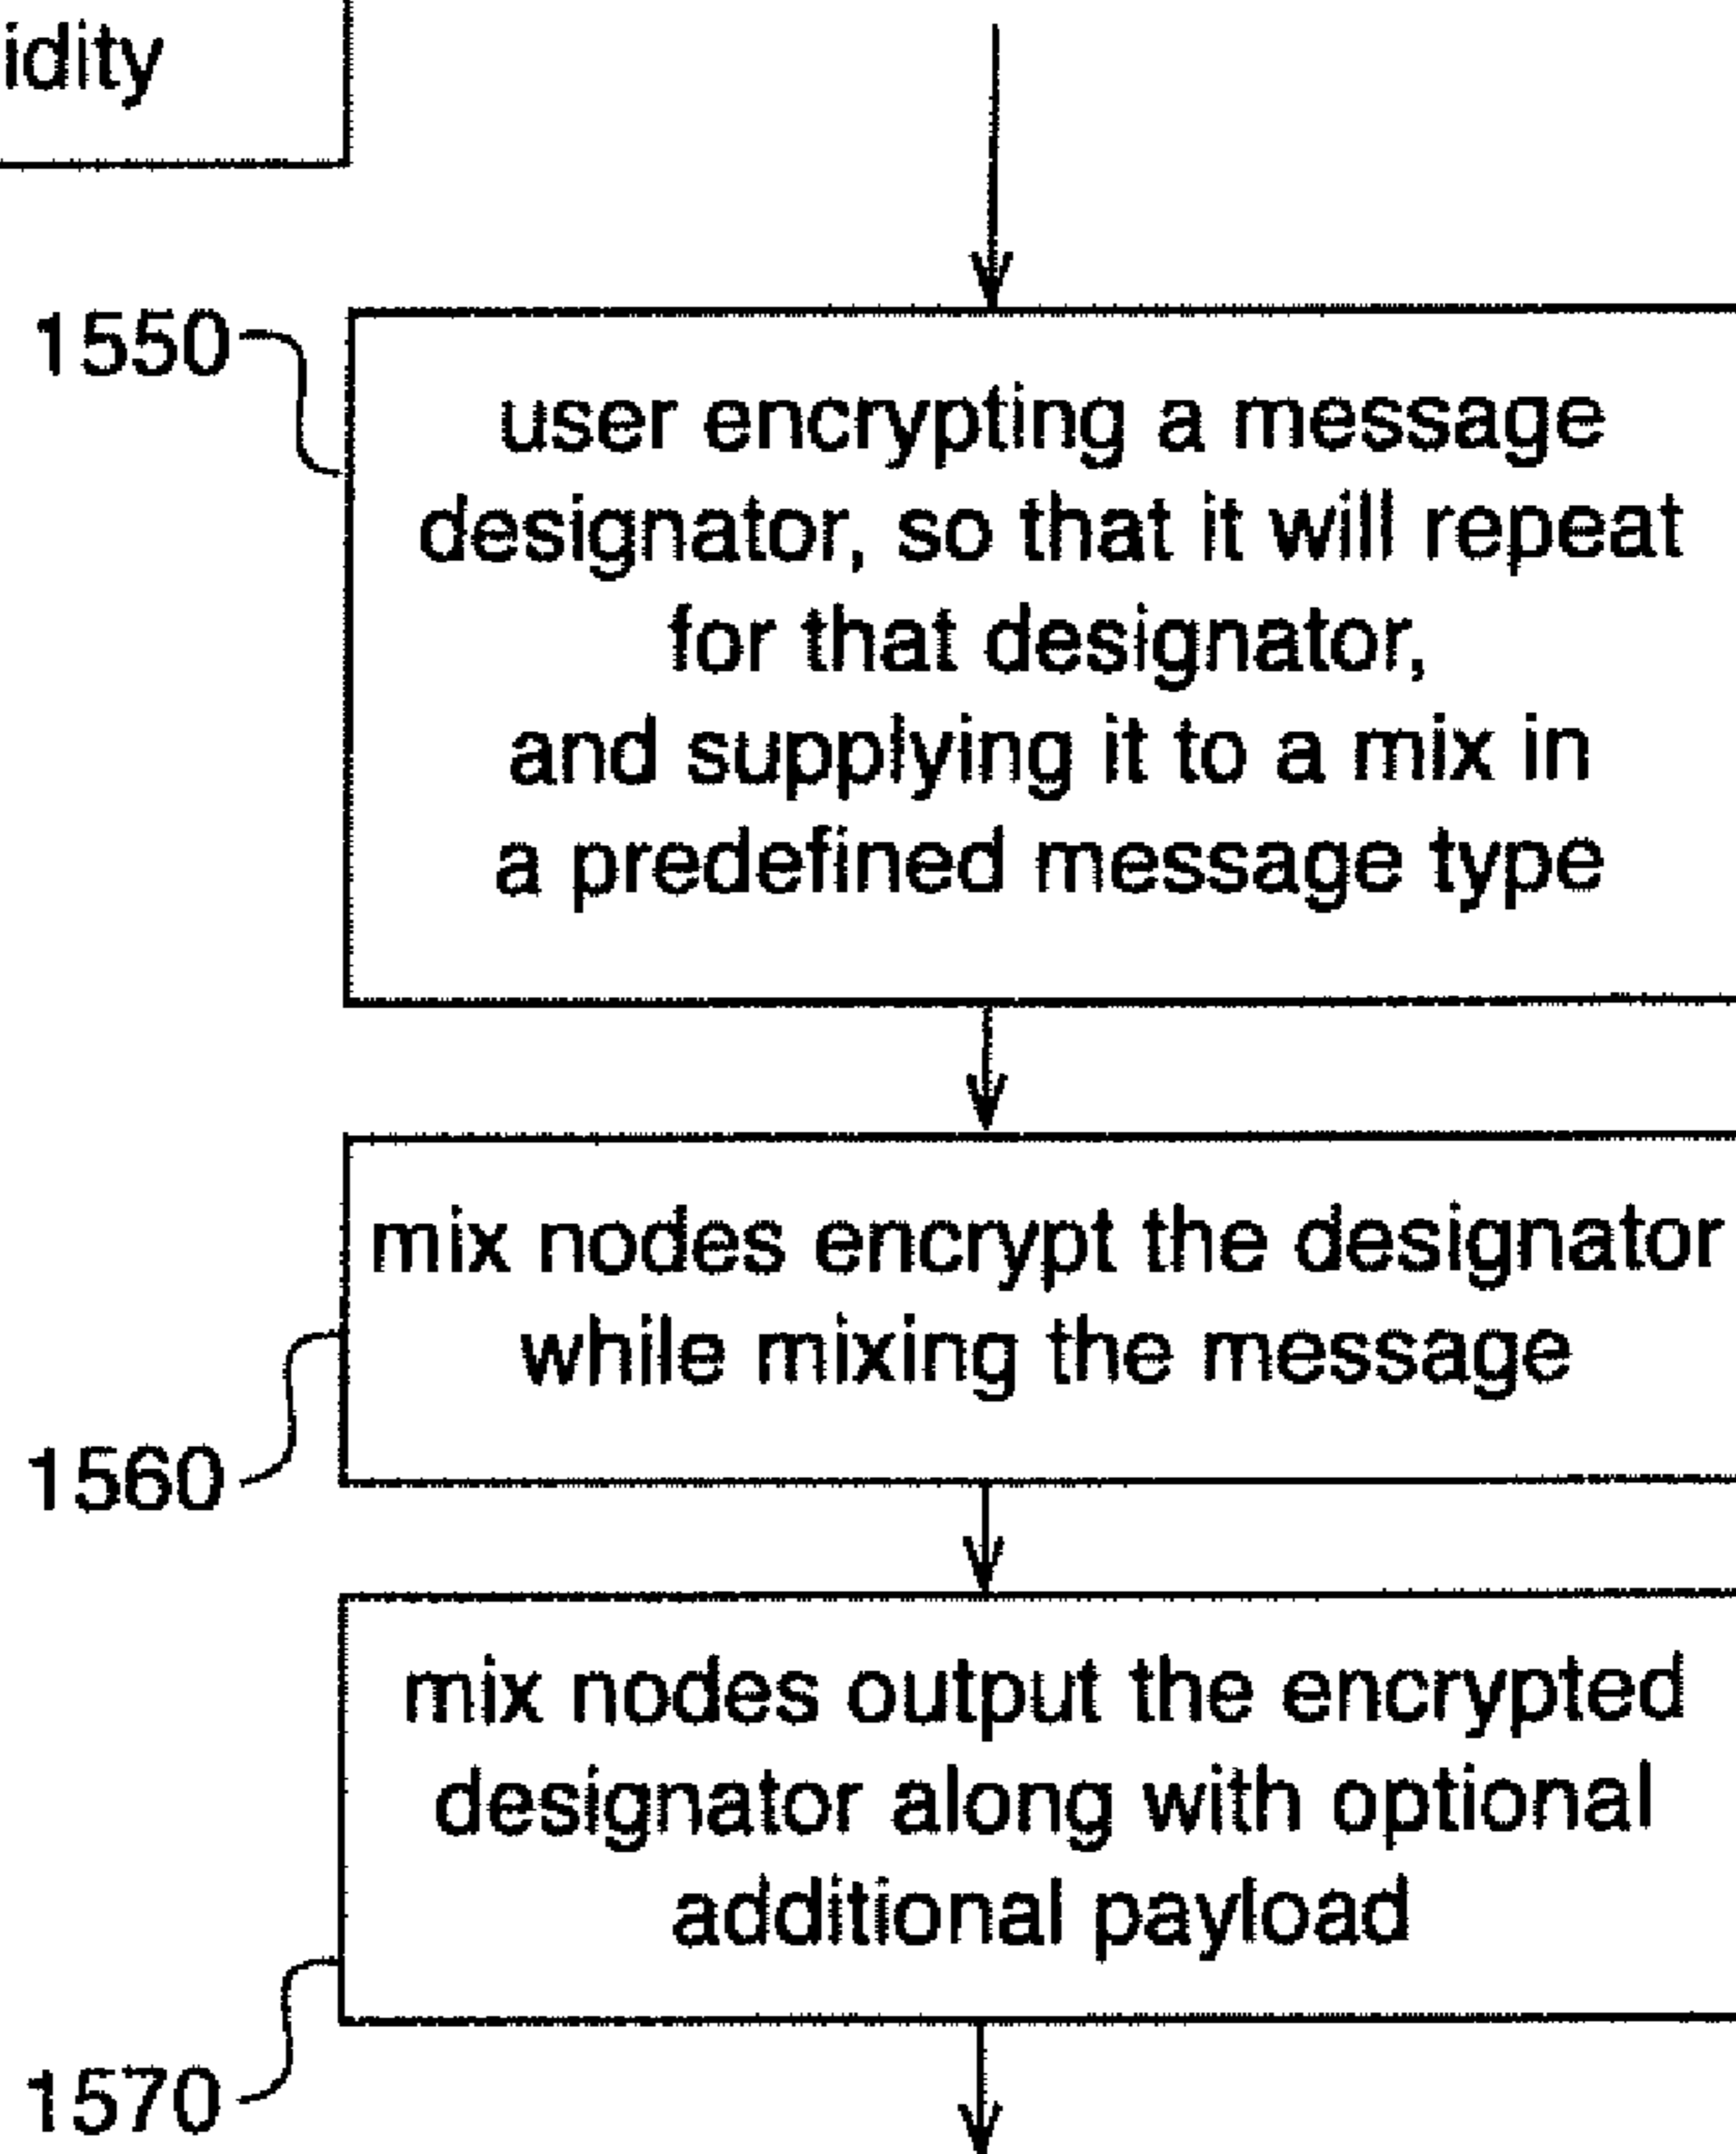 idity
1550
user encrypting a message
designator, so that it will repeat
for that designator,
and supplying it to a mix in
a predefined message type
mix nodes encrypt the designator
while mixing the message
1560
mix nodes output the encrypted
designator along with optional
additional payload
1570